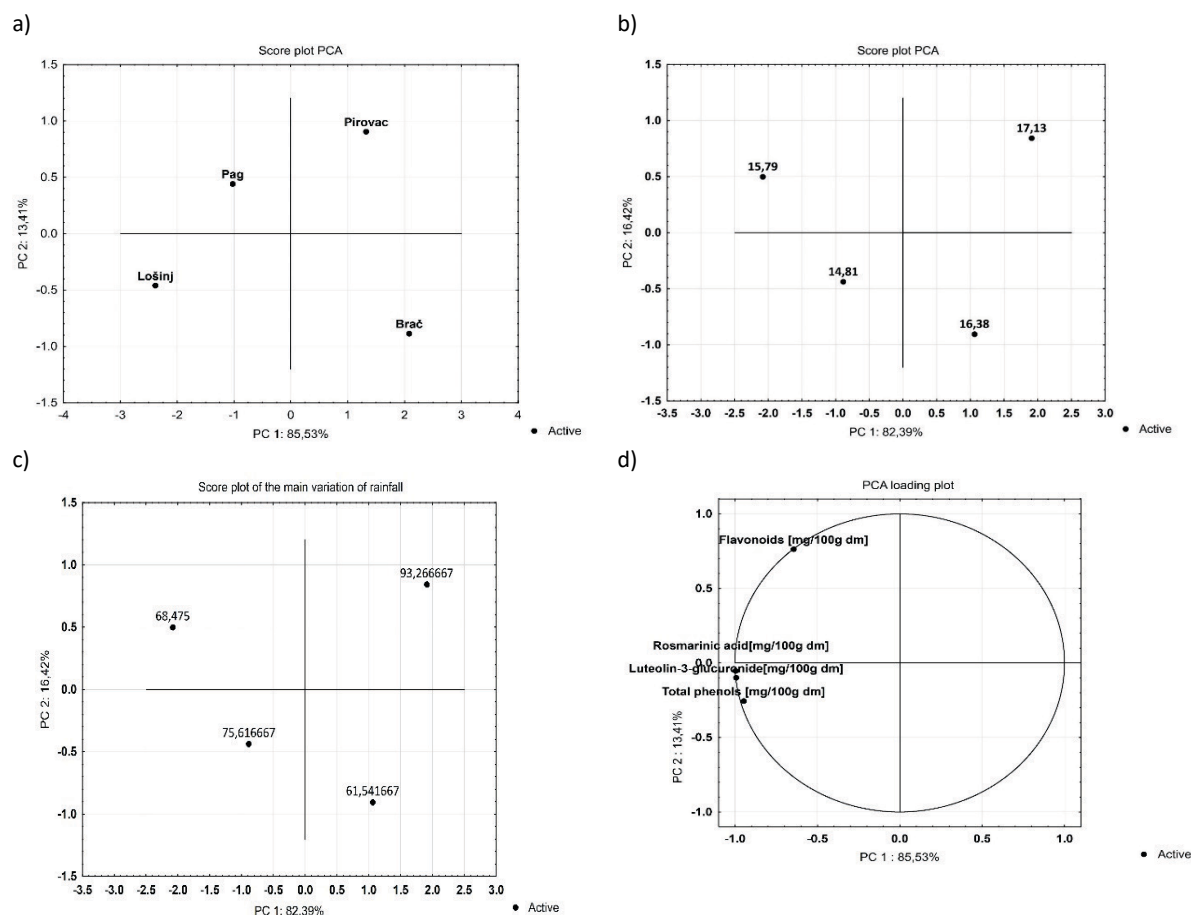 a)
Score plot PCA
1.5
1.0
0.5
0.0
-0.5
-1.0
-1.5
PC 2: 13,41%
Pirovac
Pag
Lošinj
Brač
-4 -3 -2 -1 0 1 2 3 4
PC 1: 85,53%
Active
b)
Score plot PCA
1.5
1.0
0.5
0.0
-0.5
-1.0
-1.5
PC 2: 16,42%
17,13
15,79
14,81
16,38
-3.5 -3.0 -2.5 -2.0 -1.5 -1.0 -0.5 0.0 0.5 1.0 1.5 2.0 2.5 3.0
PC 1: 82,39%
Active
c)
Score plot of the main variation of rainfall
1.5
1.0
0.5
0.0
-0.5
-1.0
-1.5
PC 2: 16,42%
93,266667
68,475
75,616667
61,541667
-3.5 -3.0 -2.5 -2.0 -1.5 -1.0 -0.5 0.0 0.5 1.0 1.5 2.0 2.5 3.0
PC 1: 82.39%
Active
d)
PCA loading plot
1.0
0.5
0.0
-0.5
-1.0
PC 2 : 13,41%
Flavonoids [mg/100g dm]
Rosmarinic acid[mg/100g dm]
Luteolin-3-glucuronide[mg/100g dm]
Total phenols [mg/100g dm]
-1.0 -0.5 0.0 0.5 1.0
PC 1 : 85,53%
Active